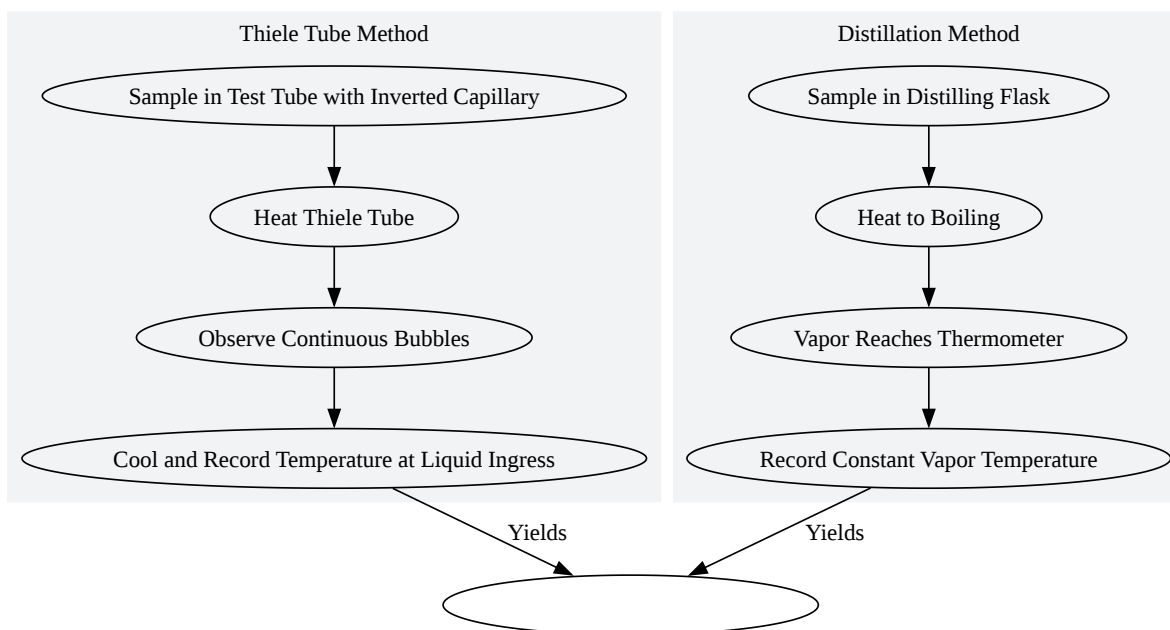 Thiele Tube Method
Sample in Test Tube with Inverted Capillary
Heat Thiele Tube
Observe Continuous Bubbles
Cool and Record Temperature at Liquid Ingress
Yields
Distillation Method
Sample in Distilling Flask
Heat to Boiling
Vapor Reaches Thermometer
Record Constant Vapor Temperature
Yields